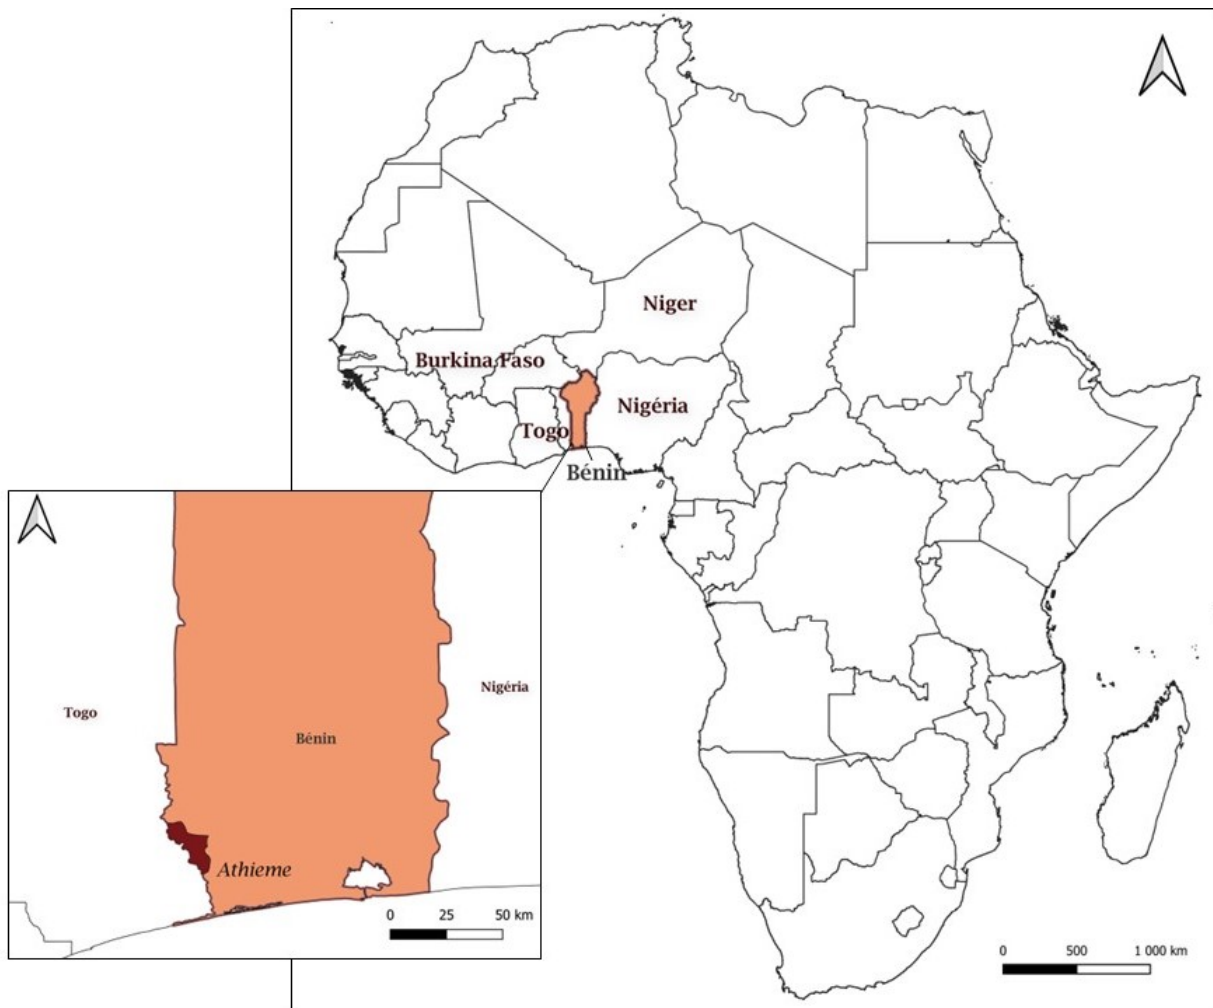 Niger
Burkina Faso
Nigéria
Togo
Bénin
Nigéria
Togo
Bénin
Athieme
0 25 50 km
0 500 1 000 km